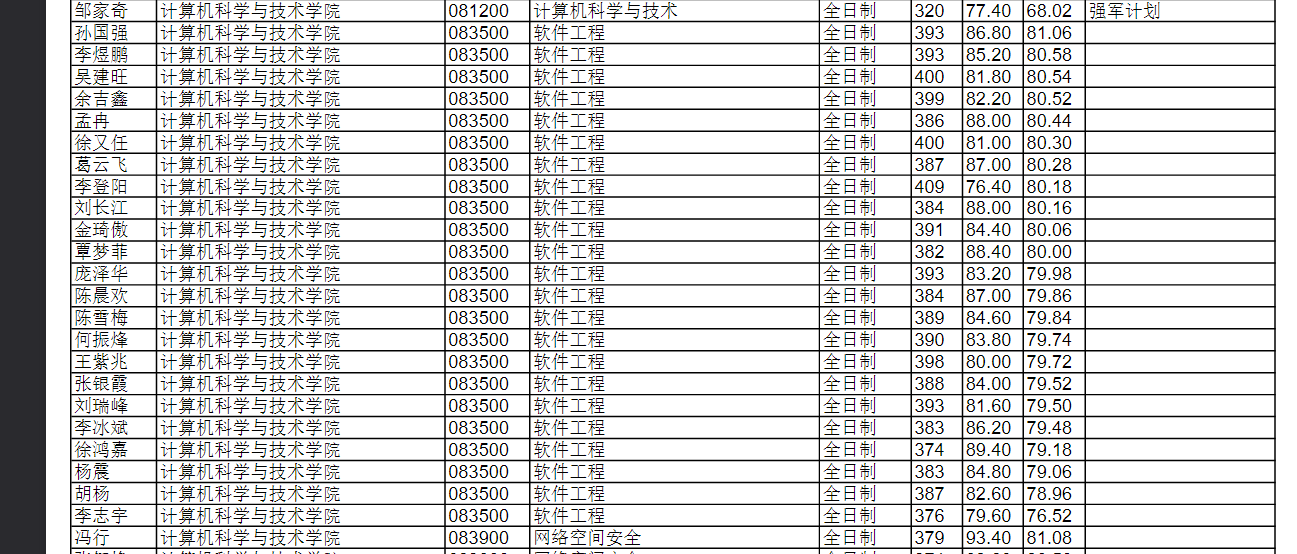 邹家奇 计算机科学与技术学院 081200 计算机科学与技术 全日制 320 77.40 68.02 强军计划
孙国强 计算机科学与技术学院 083500 软件工程 全日制 393 86.80 81.06
李煜鹏 计算机科学与技术学院 083500 软件工程 全日制 393 85.20 80.58
吴建旺 计算机科学与技术学院 083500 软件工程 全日制 400 81.80 80.54
余吉鑫 计算机科学与技术学院 083500 软件工程 全日制 399 82.20 80.52
孟冉 计算机科学与技术学院 083500 软件工程 全日制 386 88.00 80.44
徐又任 计算机科学与技术学院 083500 软件工程 全日制 400 81.00 80.30
葛云飞 计算机科学与技术学院 083500 软件工程 全日制 387 87.00 80.28
李登阳 计算机科学与技术学院 083500 软件工程 全日制 409 76.40 80.18
刘长江 计算机科学与技术学院 083500 软件工程 全日制 384 88.00 80.16
金琦傲 计算机科学与技术学院 083500 软件工程 全日制 391 84.40 80.06
覃梦菲 计算机科学与技术学院 083500 软件工程 全日制 382 88.40 80.00
庞泽华 计算机科学与技术学院 083500 软件工程 全日制 393 83.20 79.98
陈晨欢 计算机科学与技术学院 083500 软件工程 全日制 384 87.00 79.86
陈雪梅 计算机科学与技术学院 083500 软件工程 全日制 389 84.60 79.84
何振烽 计算机科学与技术学院 083500 软件工程 全日制 390 83.80 79.74
王紫兆 计算机科学与技术学院 083500 软件工程 全日制 398 80.00 79.72
张银霞 计算机科学与技术学院 083500 软件工程 全日制 388 84.00 79.52
刘瑞峰 计算机科学与技术学院 083500 软件工程 全日制 393 81.60 79.50
李冰斌 计算机科学与技术学院 083500 软件工程 全日制 383 86.20 79.48
徐鸿嘉 计算机科学与技术学院 083500 软件工程 全日制 374 89.40 79.18
杨震 计算机科学与技术学院 083500 软件工程 全日制 383 84.80 79.06
胡杨 计算机科学与技术学院 083500 软件工程 全日制 387 82.60 78.96
李志宇 计算机科学与技术学院 083500 软件工程 全日制 376 79.60 76.52
冯行 计算机科学与技术学院 083900 网络空间安全 全日制 379 93.40 81.08